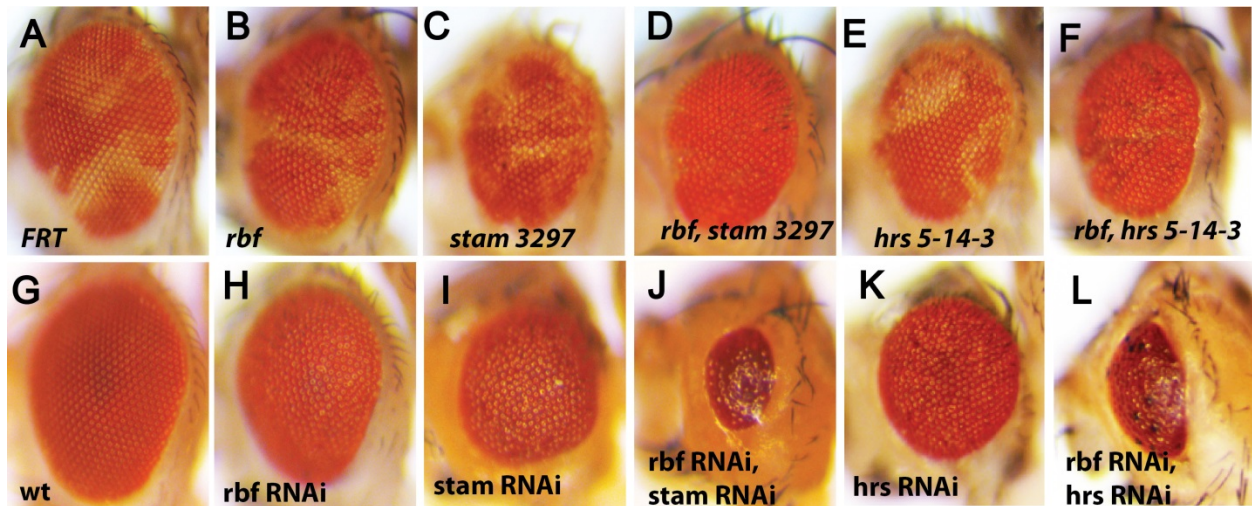 A B C D E F
FRT rbf stam 3297 rbf, stam 3297 hrs 5-14-3 rbf, hrs 5-14-3
G H I J K L
wt rbf RNAi stam RNAi rbf RNAi, hrs RNAi rbf RNAi,
stam RNAi hrs RNAi